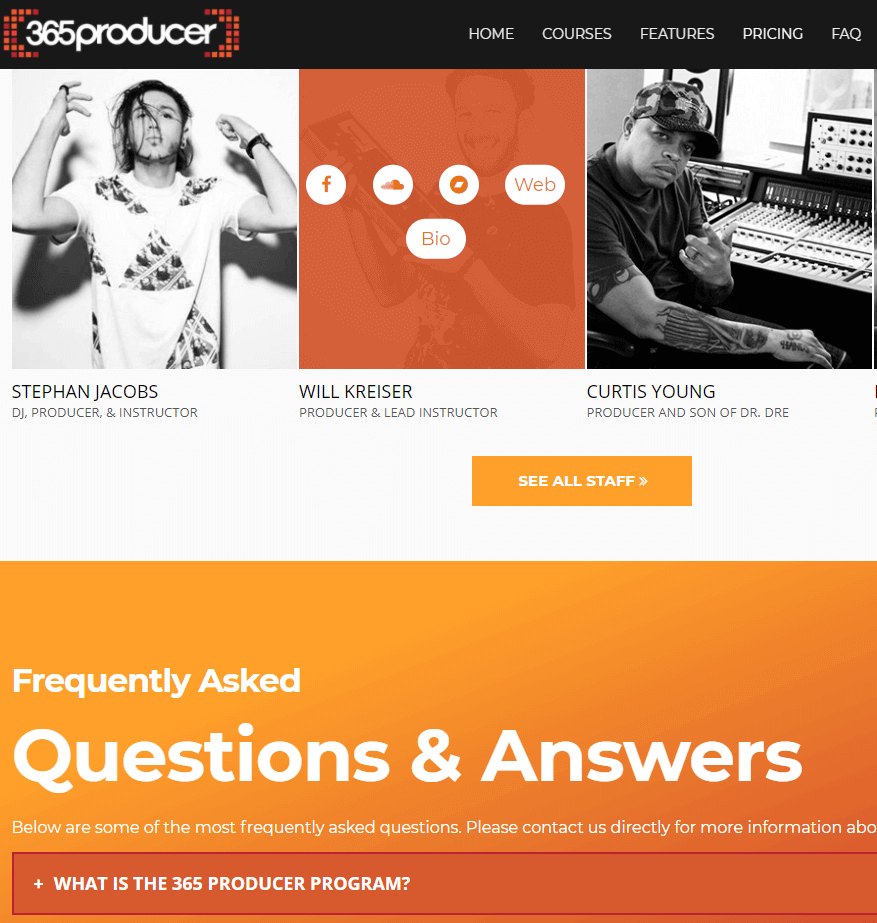 365producer
HOME COURSES FEATURES PRICING FAQ
Web
Bio
STEPHAN JACOBS
DJ, PRODUCER, & INSTRUCTOR
WILL KREISER
PRODUCER & LEAD INSTRUCTOR
CURTIS YOUNG
PRODUCER AND SON OF DR. DRE
SEE ALL STAFF »
Frequently Asked
Questions & Answers
Below are some of the most frequently asked questions. Please contact us directly for more information abo
+ WHAT IS THE 365 PRODUCER PROGRAM?